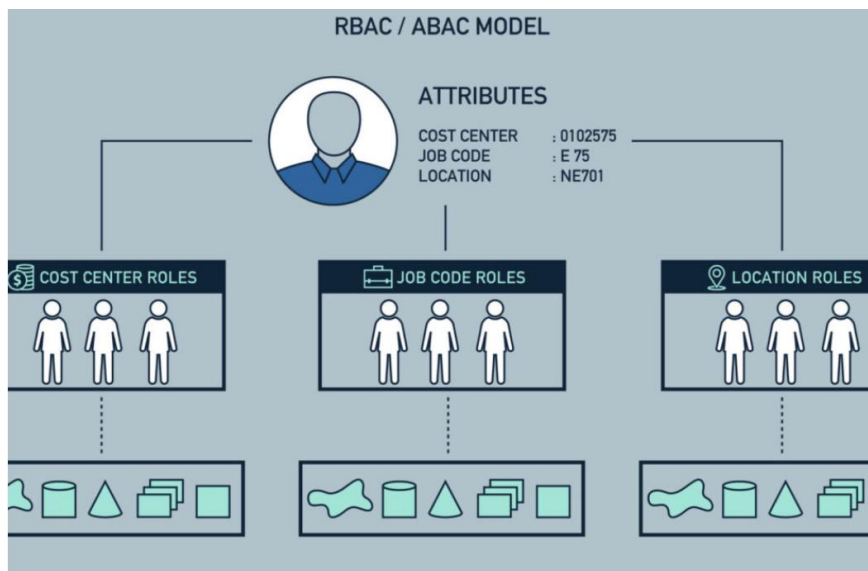 RBAC / ABAC MODEL
ATTRIBUTES
COST CENTER : 0102575
JOB CODE : E 75
LOCATION : NE701
COST CENTER ROLES
JOB CODE ROLES
LOCATION ROLES